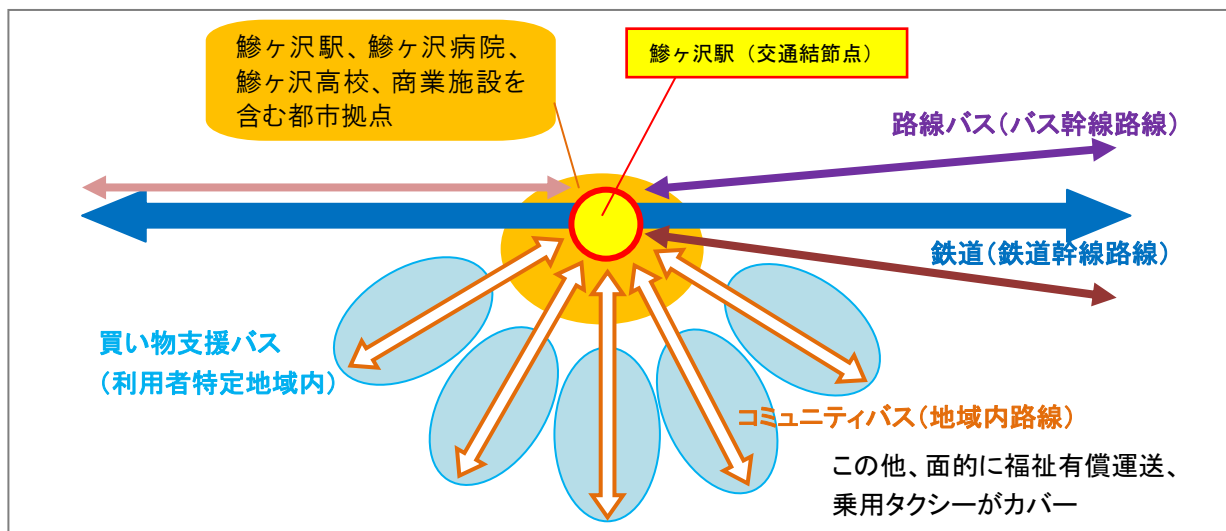 鰺ヶ沢駅、鰺ヶ沢病院、
鰺ヶ沢高校、商業施設を
含む都市拠点
鰺ヶ沢駅（交通結節点）
路線バス（バス幹線路線）
鉄道（鉄道幹線路線）
買い物支援バス
（利用者特定地域内）
コミュニティバス（地域内路線）
この他、面的に福祉有償運送、
乗用タクシーがカバー